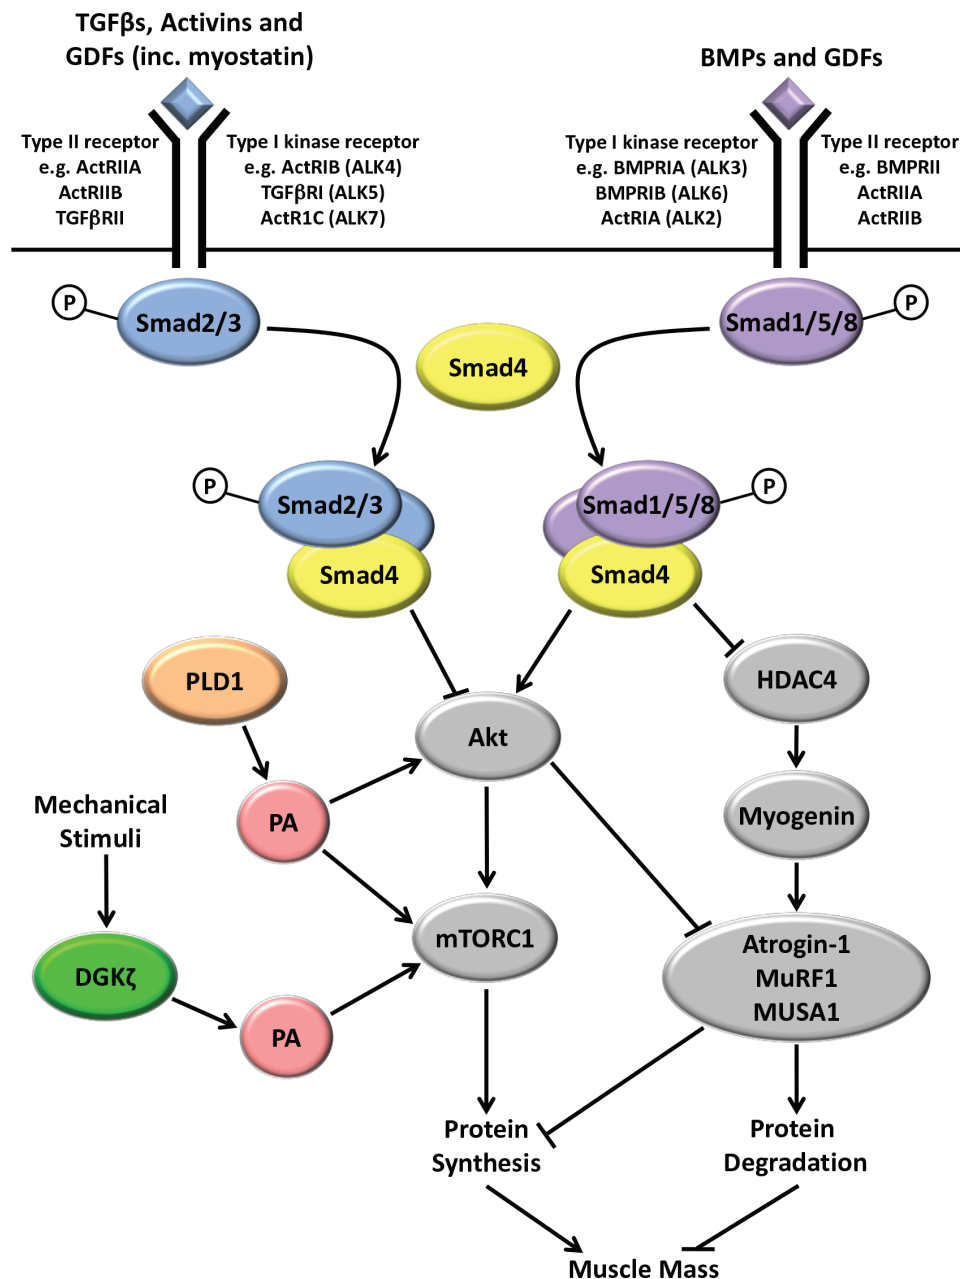 TGFβs, Activins and
GDFs (inc. myostatin)
BMPs and GDFs
Type II receptor
e.g. ActRIIA
ActRIIB
TGFβRII
Type I kinase receptor
e.g. ActRIB (ALK4)
TGFβRI (ALK5)
ActR1C (ALK7)
Type I kinase receptor
e.g. BMPRIA (ALK3)
BMPRIB (ALK6)
ActRIA (ALK2)
Type II receptor
e.g. BMPRII
ActRIIA
ActRIIB
P
Smad2/3
Smad4
Smad1/5/8
P
P
Smad2/3
Smad4
Smad1/5/8
P
Smad4
PLD1
HDAC4
Akt
PA
Mechanical
Stimuli
Myogenin
mTORC1
DGKζ
PA
Atrogin-1
MuRF1
MUSA1
Protein
Synthesis
Protein
Degradation
Muscle Mass